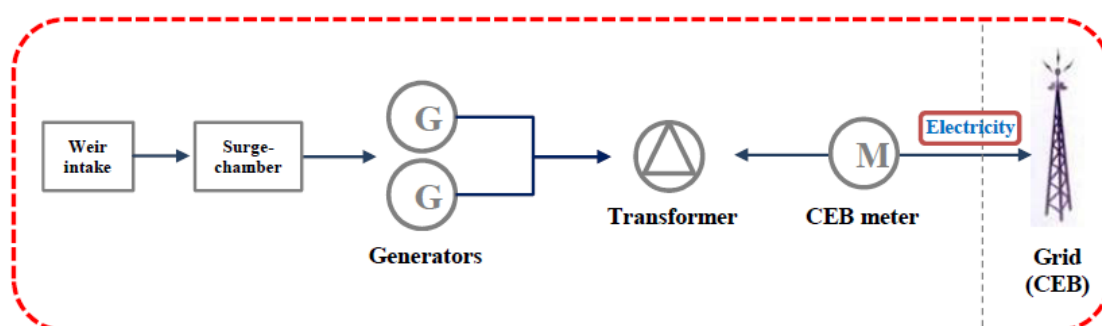 Weir
intake
Surge-
chamber
G
G
Generators
Transformer
M
CEB meter
Electricity
Grid
(CEB)